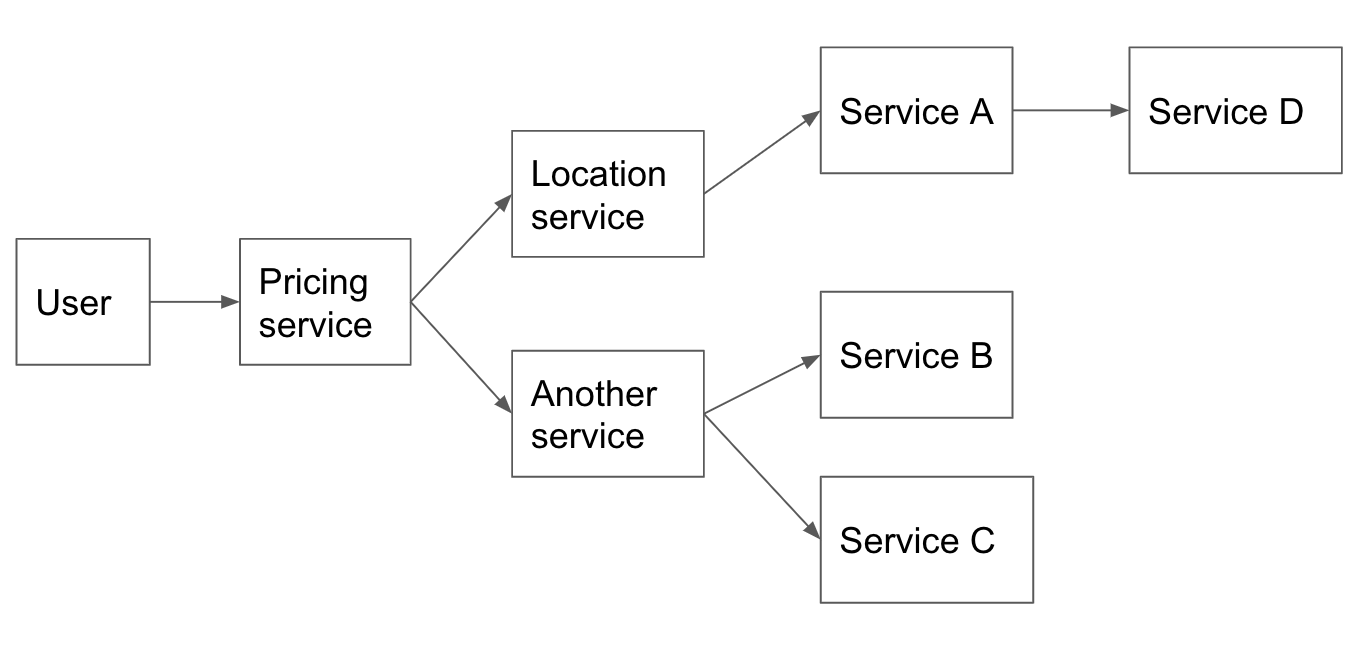 User
Pricing
service
Location
service
Another
service
Service A
Service B
Service C
Service D